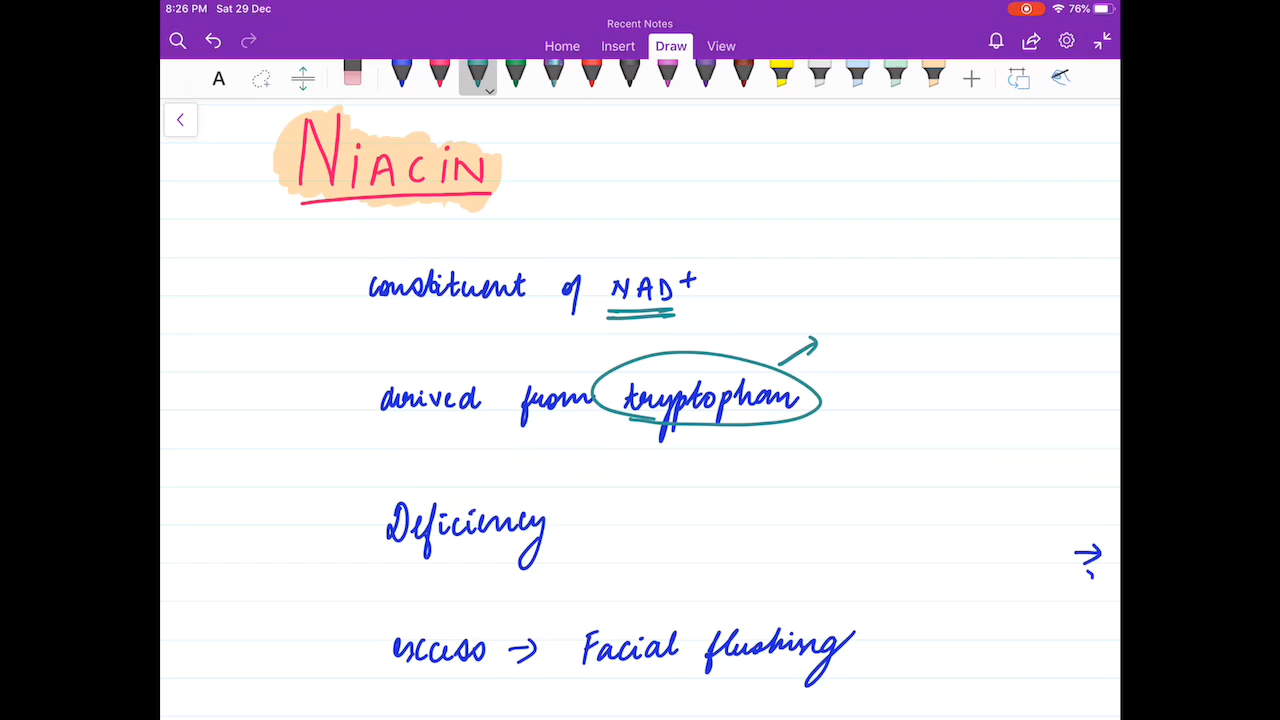 8:26 PM Sat 29 Dec 76%
Recent Notes
Home Insert Draw View
A
NiACiN
constituent of NAD+
derived from tryptophan
Deficiency →
excess → Facial flushing